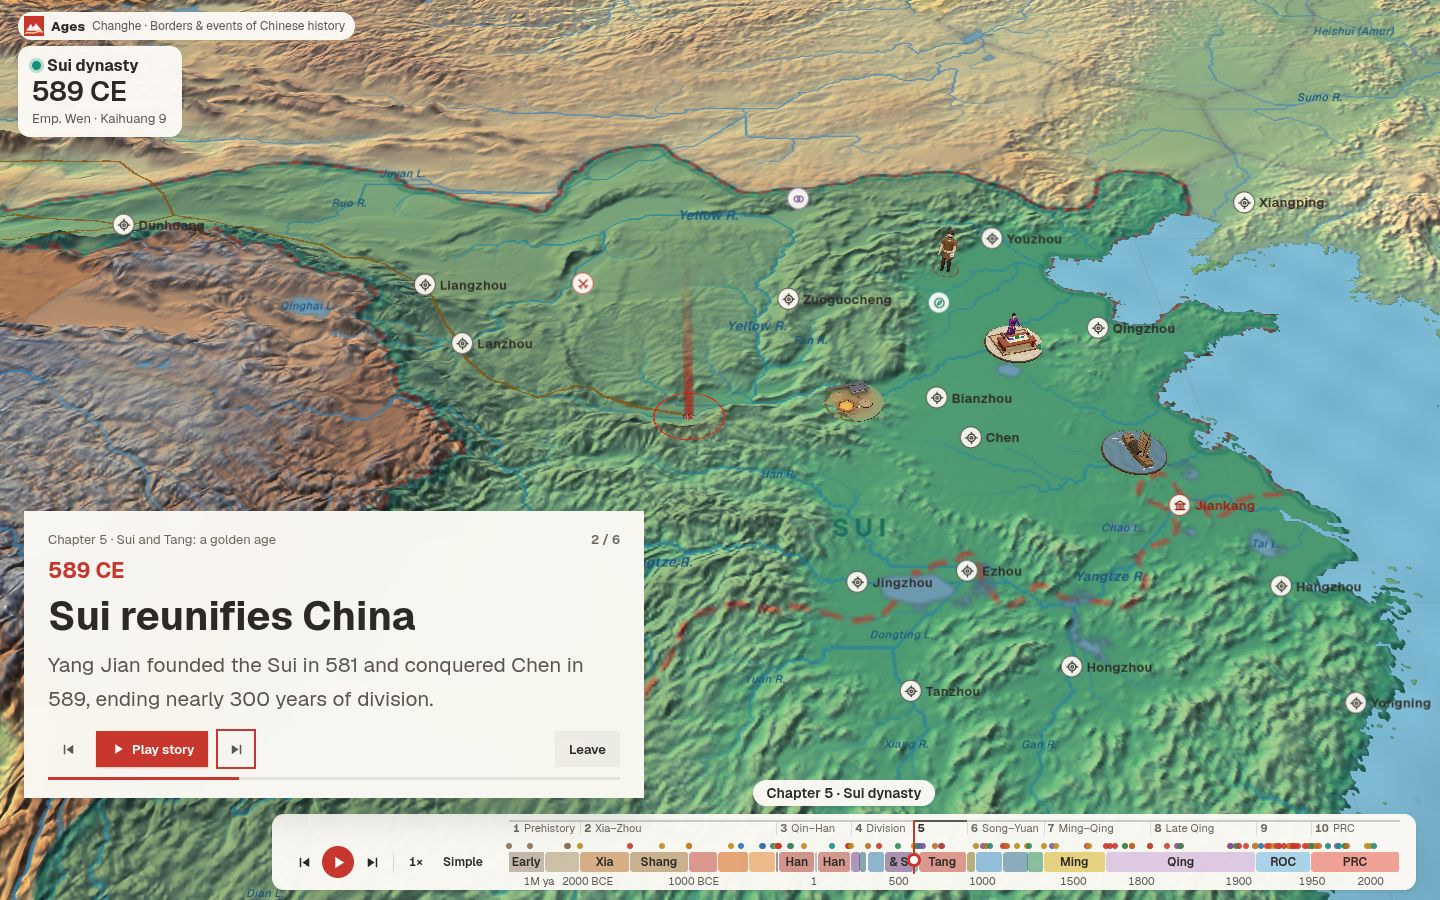 Ages Changhe · Borders & events of Chinese history
Sui dynasty
589 CE
Emp. Wen · Kaihuang 9
Heishui (Amur)
Sumo R.
Juyan L.
Ruo R.
Dunhuang
Yellow R.
Xiangping
Youzhou
Liangzhou
Qinghai L.
Zuoguocheng
Yellow R.
Fen R.
Qingzhou
Lanzhou
Bianzhou
Chen
Han R.
Jiankang
SUI
Chao L.
Tai L.
Yangtze R.
Jingzhou
Ezhou
Hangzhou
Dongting L.
Hongzhou
Yuan R.
Tanzhou
Yongning
Xiang R.
Gan R.
Dian L.
Chapter 5 · Sui and Tang: a golden age
2 / 6
589 CE
Sui reunifies China
Yang Jian founded the Sui in 581 and conquered Chen in
589, ending nearly 300 years of division.
Play story
Leave
Chapter 5 · Sui dynasty
1 Prehistory 2 Xia–Zhou 3 Qin–Han 4 Division 5 6 Song–Yuan 7 Ming–Qing 8 Late Qing 9 10 PRC
1× Simple
Early Xia Shang Han Han & S Tang Ming Qing ROC PRC
1M ya 2000 BCE 1000 BCE 1 500 1000 1500 1800 1900 1950 2000